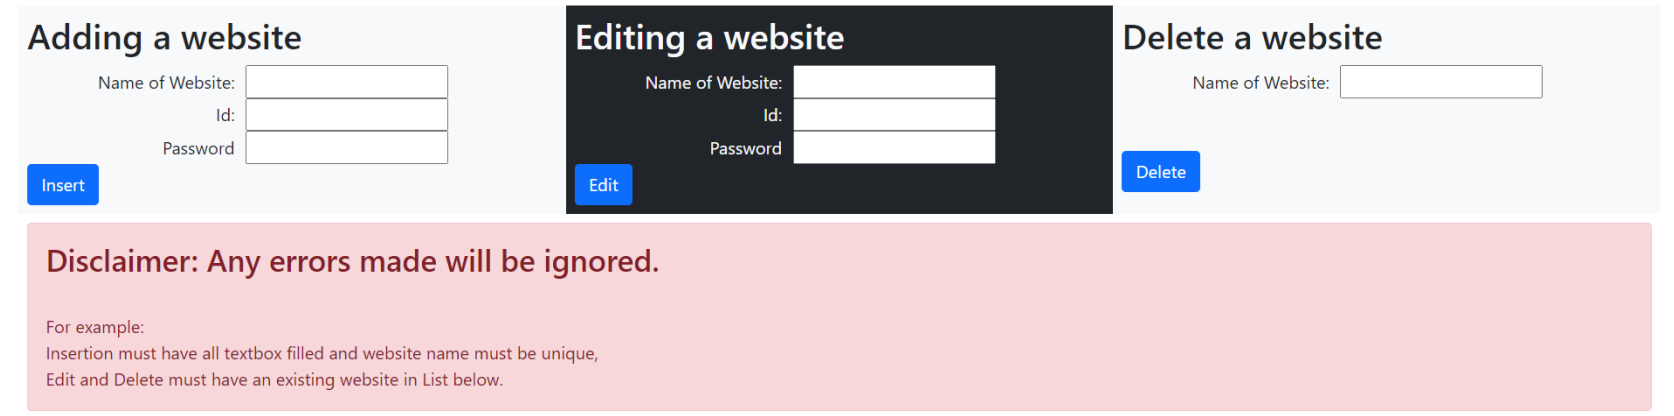 Adding a website
Name of Website:
Id:
Password
Insert
Editing a website
Name of Website:
Id:
Password
Edit
Delete a website
Name of Website:
Delete
Disclaimer: Any errors made will be ignored.
For example:
Insertion must have all textbox filled and website name must be unique,
Edit and Delete must have an existing website in List below.